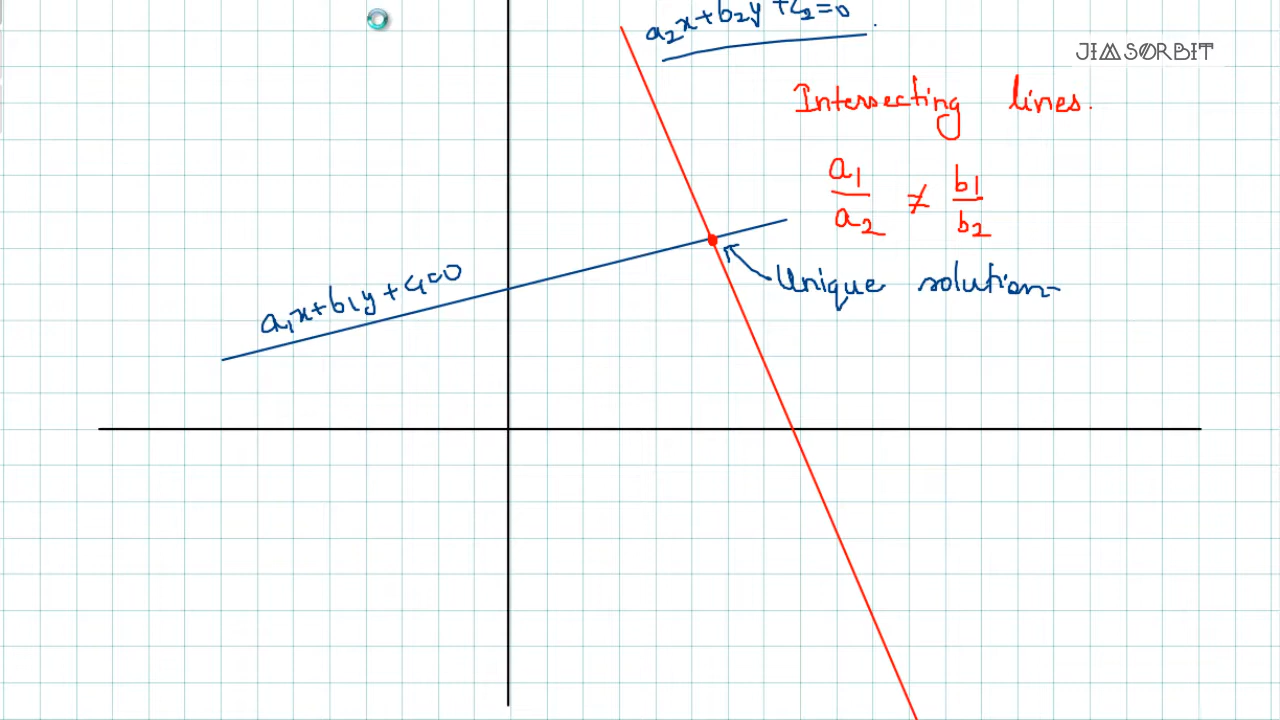 a₂x+b₂y+c₂=0
JIMSORBIT
Intersecting lines.
a₁/a₂ ≠ b₁/b₂
a₁x+b₁y+c₁=0
Unique solution